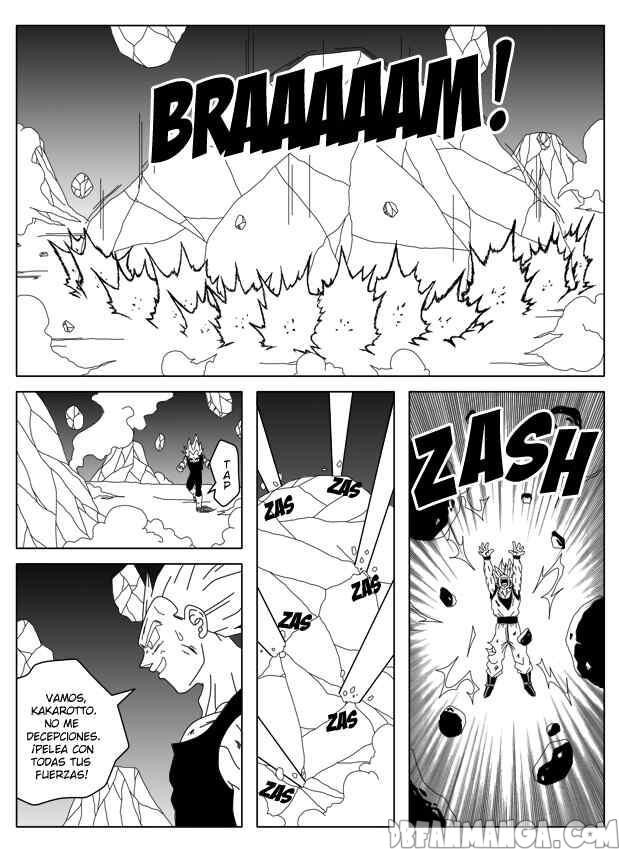 BRAAAAAM!
TAP
VAMOS,
KAKAROTTO.
NO ME
DECEPCIONES.
¡PELEA CON
TODAS TUS
FUERZAS!
ZAS
ZAS
ZAS
ZAS
ZAS
ZAS
ZASH
DBFANMANGA.COM